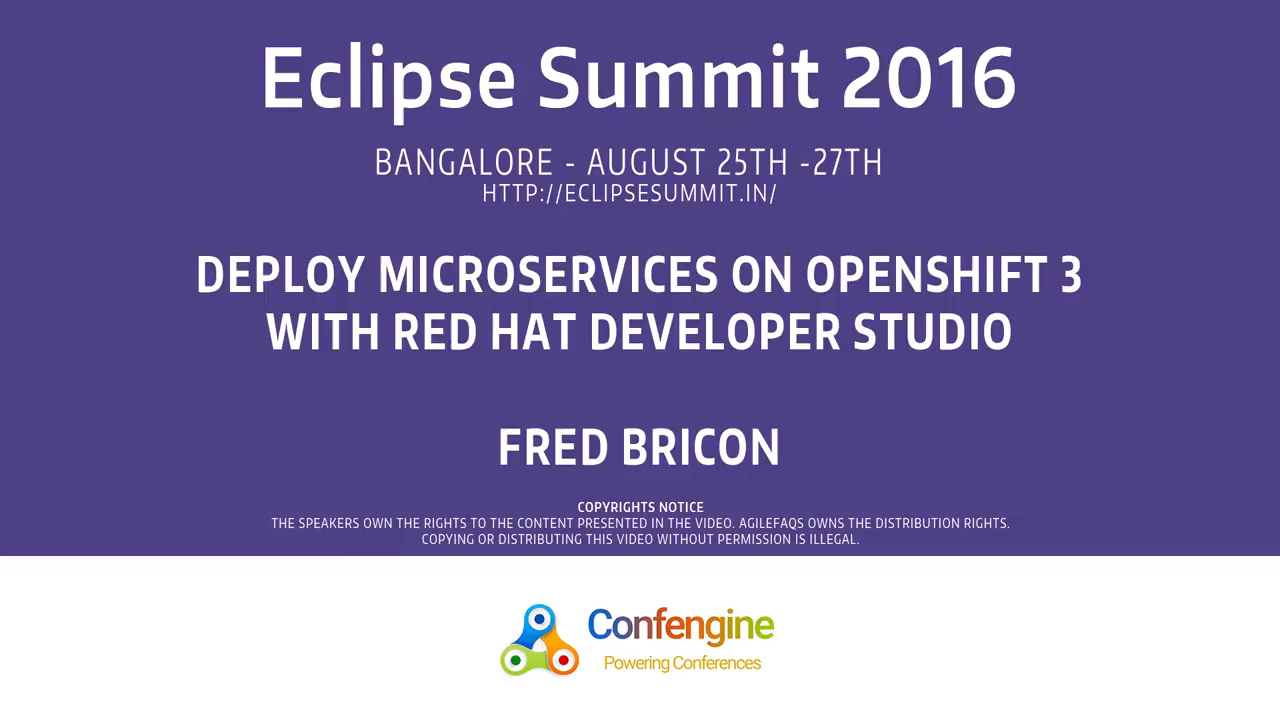 Eclipse Summit 2016
BANGALORE - AUGUST 25TH -27TH
HTTP://ECLIPSESUMMIT.IN/
DEPLOY MICROSERVICES ON OPENSHIFT 3
WITH RED HAT DEVELOPER STUDIO
FRED BRICON
COPYRIGHTS NOTICE
THE SPEAKERS OWN THE RIGHTS TO THE CONTENT PRESENTED IN THE VIDEO. AGILEFAQS OWNS THE DISTRIBUTION RIGHTS.
COPYING OR DISTRIBUTING THIS VIDEO WITHOUT PERMISSION IS ILLEGAL.
Confengine
Powering Conferences